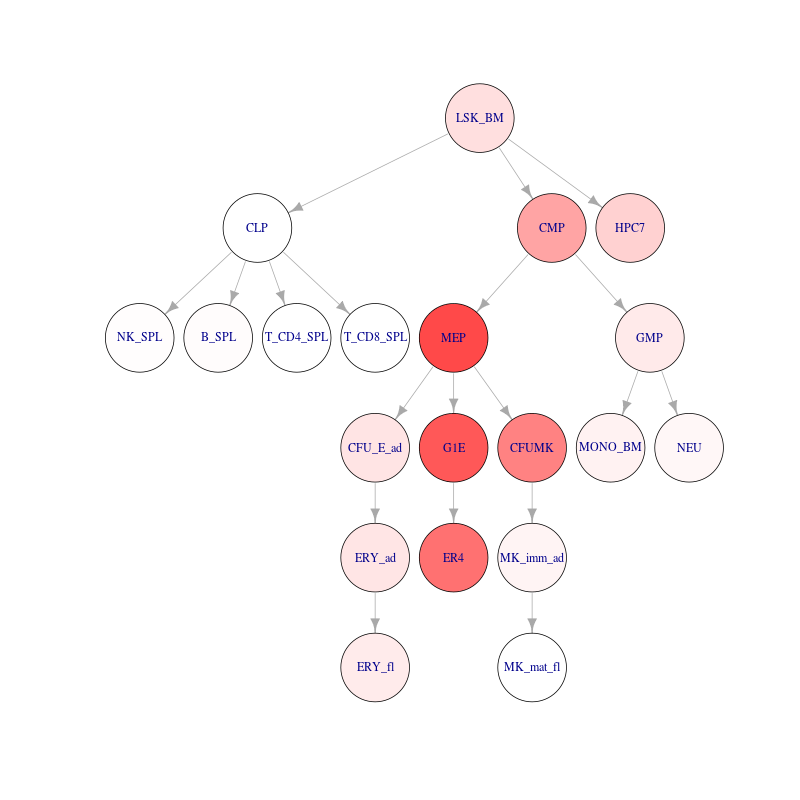 LSK_BM
CLP
CMP
HPC7
NK_SPL
B_SPL
T_CD4_SPL
T_CD8_SPL
MEP
GMP
CFU_E_ad
G1E
CFUMK
MONO_BM
NEU
ERY_ad
ER4
MK_imm_ad
ERY_fl
MK_mat_fl